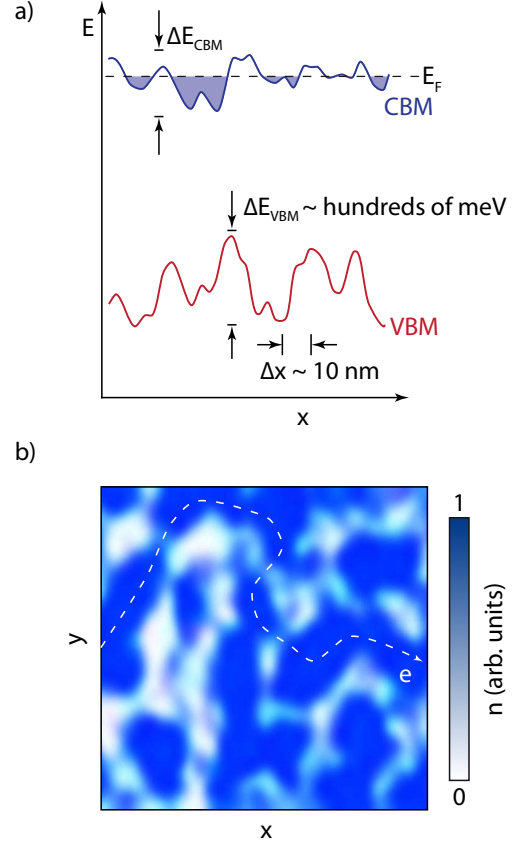 a)
E
ΔE_CBM
E_F
CBM
ΔE_VBM ~ hundreds of meV
VBM
Δx ~ 10 nm
x
b)
1
y
n (arb. units)
e
0
x